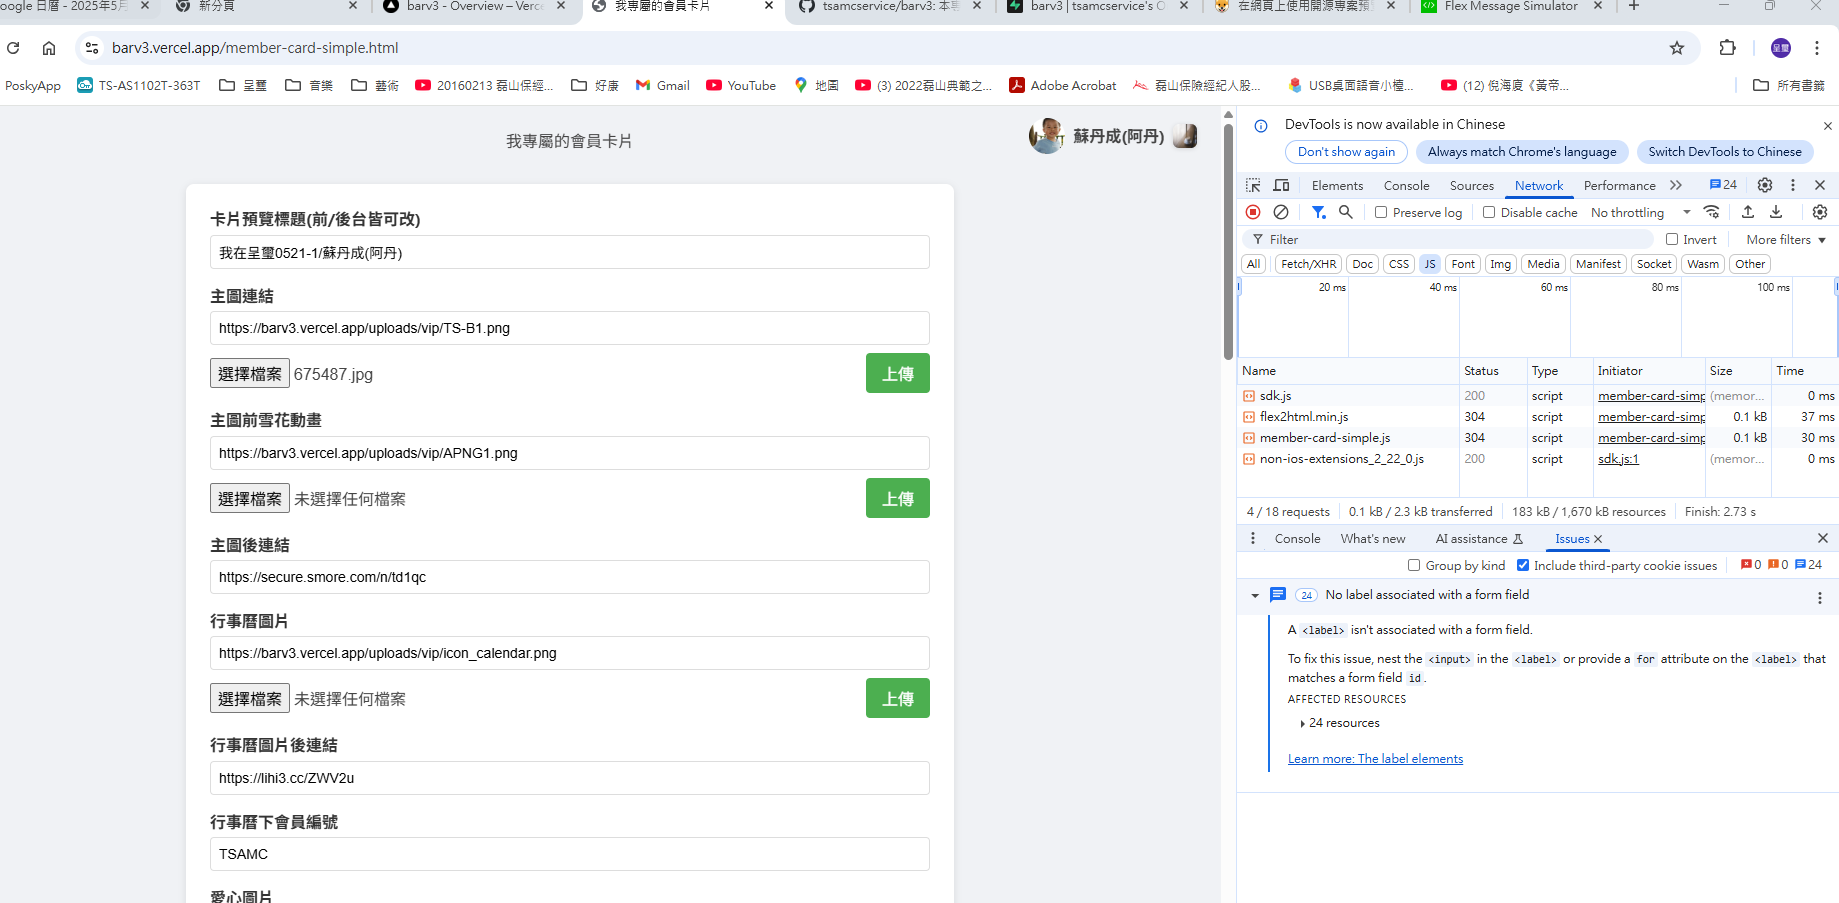 oogle 日曆 - 2025年5月
新分頁
barv3 - Overview – Verce
我專屬的會員卡片
tsamcservice/barv3: 本專
barv3 | tsamcservice's O
在網頁上使用開源專案預
Flex Message Simulator
barv3.vercel.app/member-card-simple.html
呈璽
PoskyApp
TS-AS1102T-363T
呈璽
音樂
藝術
20160213 磊山保經...
好康
Gmail
YouTube
地圖
(3) 2022磊山典範之...
Adobe Acrobat
磊山保險經紀人股...
USB桌面語音小檯...
(12) 倪海廈《黃帝...
所有書籤
我專屬的會員卡片
蘇丹成(阿丹)
卡片預覽標題(前/後台皆可改)
我在呈璽0521-1/蘇丹成(阿丹)
主圖連結
https://barv3.vercel.app/uploads/vip/TS-B1.png
選擇檔案 675487.jpg
上傳
主圖前雪花動畫
https://barv3.vercel.app/uploads/vip/APNG1.png
選擇檔案 未選擇任何檔案
上傳
主圖後連結
https://secure.smore.com/n/td1qc
行事曆圖片
https://barv3.vercel.app/uploads/vip/icon_calendar.png
選擇檔案 未選擇任何檔案
上傳
行事曆圖片後連結
https://lihi3.cc/ZWV2u
行事曆下會員編號
TSAMC
愛心圖片
DevTools is now available in Chinese
Don't show again
Always match Chrome's language
Switch DevTools to Chinese
Elements Console Sources Network Performance 24
Preserve log Disable cache No throttling
Filter Invert More filters
All Fetch/XHR Doc CSS JS Font Img Media Manifest Socket Wasm Other
20 ms 40 ms 60 ms 80 ms 100 ms
Name Status Type Initiator Size Time
sdk.js 200 script member-card-simp (memor... 0 ms
flex2html.min.js 304 script member-card-simp 0.1 kB 37 ms
member-card-simple.js 304 script member-card-simp 0.1 kB 30 ms
non-ios-extensions_2_22_0.js 200 script sdk.js:1 (memor... 0 ms
4 / 18 requests 0.1 kB / 2.3 kB transferred 183 kB / 1,670 kB resources Finish: 2.73 s
Console What's new AI assistance Issues
Group by kind Include third-party cookie issues 0 0 24
24 No label associated with a form field
A <label> isn't associated with a form field.
To fix this issue, nest the <input> in the <label> or provide a for attribute on the <label> that
matches a form field id.
AFFECTED RESOURCES
24 resources
Learn more: The label elements